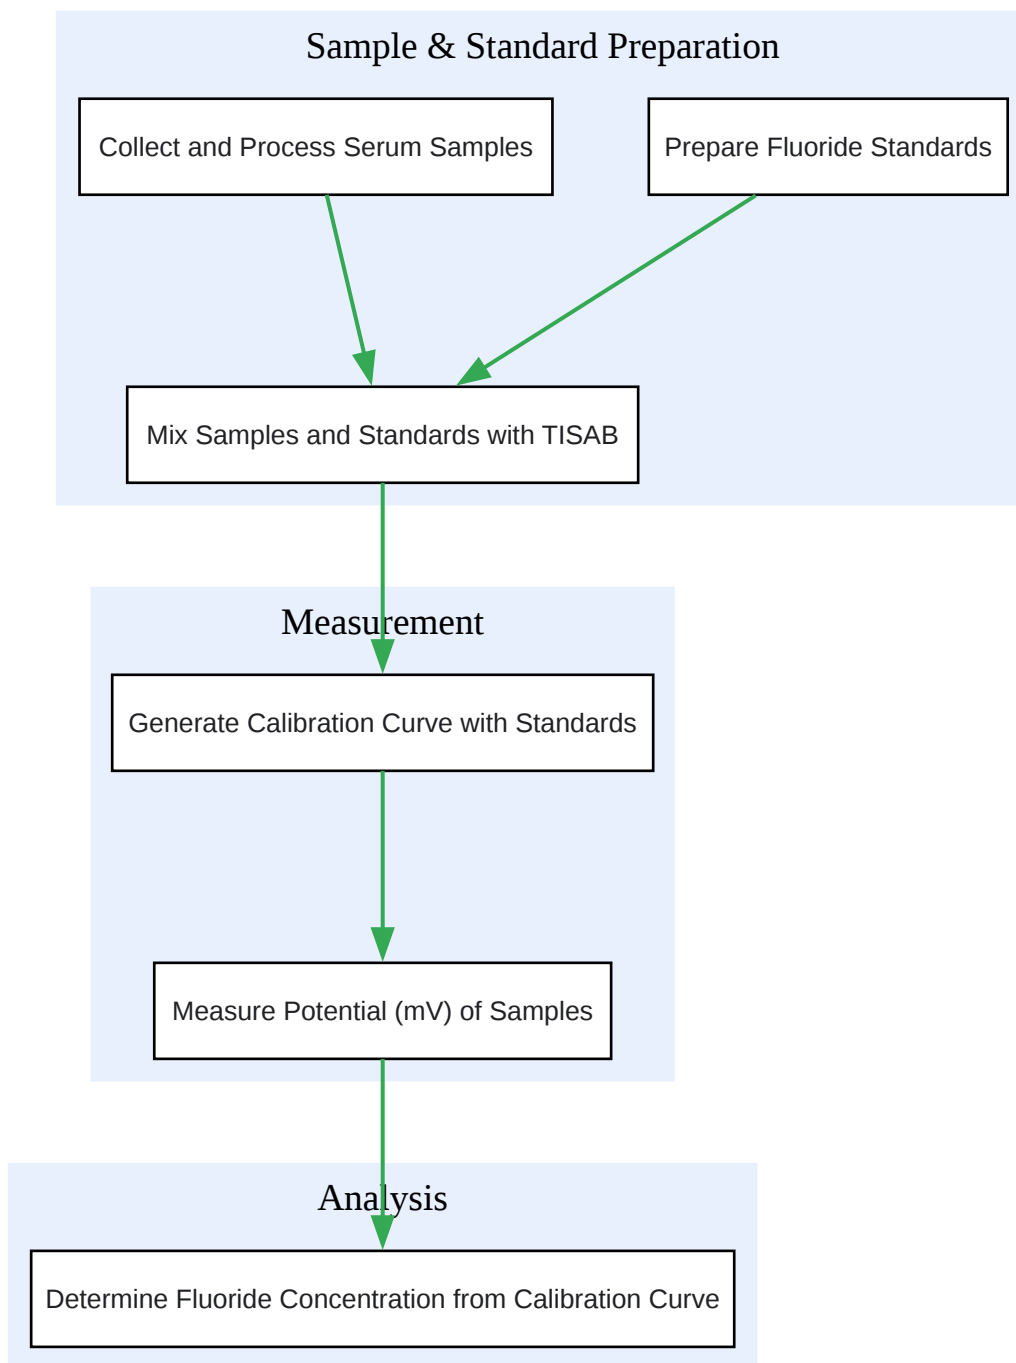 Sample & Standard Preparation
Collect and Process Serum Samples
Prepare Fluoride Standards
Mix Samples and Standards with TISAB
Measurement
Generate Calibration Curve with Standards
Measure Potential (mV) of Samples
Analysis
Determine Fluoride Concentration from Calibration Curve